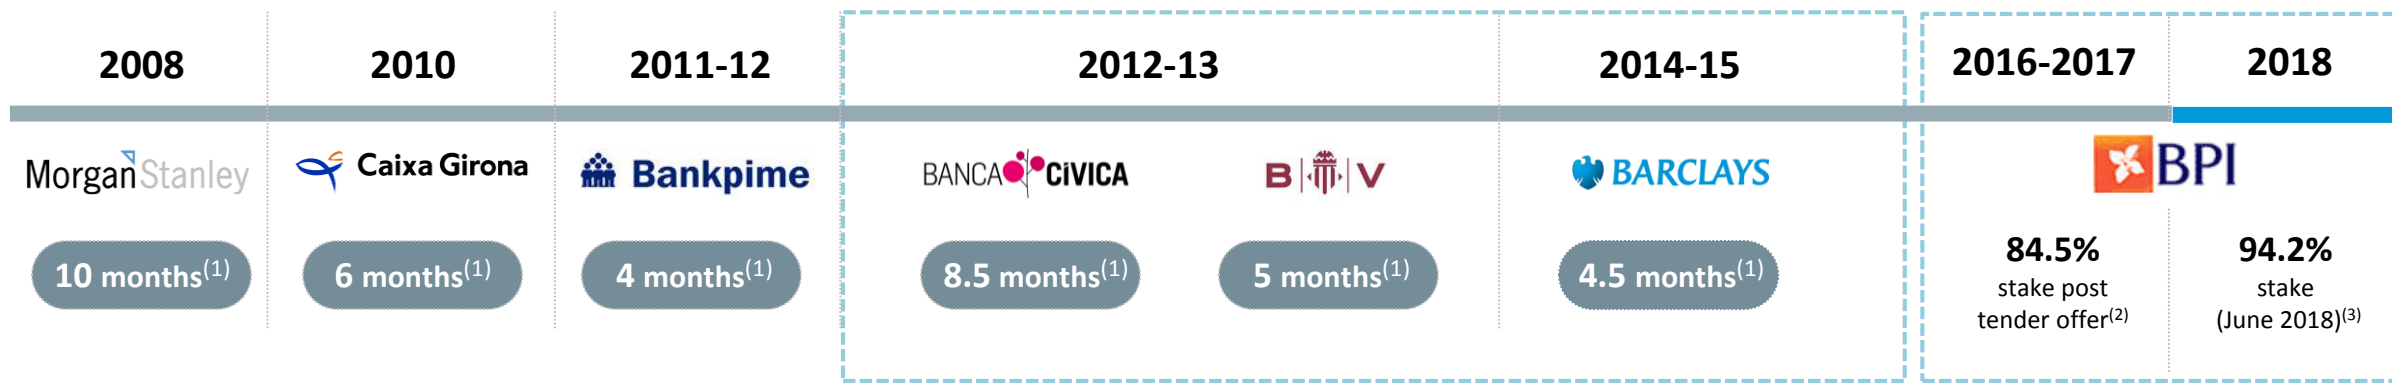 2008
2010
2011-12
2012-13
2014-15
2016-2017
2018
Morgan Stanley
Caixa Girona
Bankpime
BANCA CíVICA
B V
BARCLAYS
BPI
10 months(1)
6 months(1)
4 months(1)
8.5 months(1)
5 months(1)
4.5 months(1)
84.5%
stake post
tender offer(2)
94.2%
stake
(June 2018)(3)